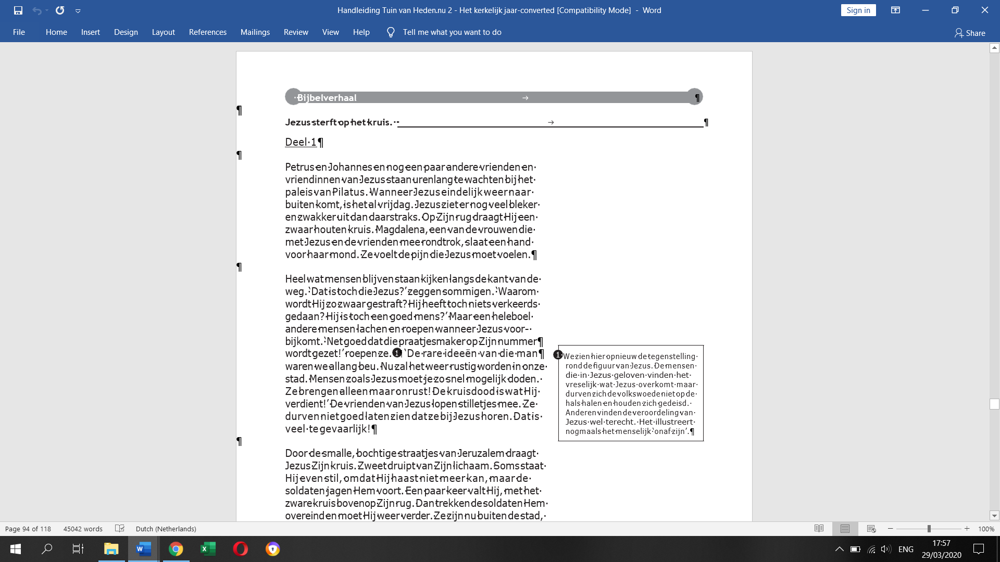 Handleiding Tuin van Heden.nu 2 - Het kerkelijk jaar-converted [Compatibility Mode] - Word
Sign in
File Home Insert Design Layout References Mailings Review View Help Tell me what you want to do Share
Bijbelverhaal
Jezus sterft op het kruis.
Deel 1
Petrus en Johannes en nog een paar andere vrienden en
vriendinnen van Jezus staan urenlang te wachten bij het
paleis van Pilatus. Wanneer Jezus eindelijk weer naar
buiten komt, is het al vrijdag. Jezus ziet er nog veel bleker
en zwakker uit dan daarstraks. Op Zijn rug draagt Hij een
zwaar houten kruis. Magdalena, een van de vrouwen die
met Jezus en de vrienden mee rondtrok, slaat een hand
voor haar mond. Ze voelt de pijn die Jezus moet voelen.
Heel wat mensen blijven staan kijken langs de kant van de
weg. ‘Dat is toch die Jezus?’ zeggen sommigen. ‘Waarom
wordt Hij zo zwaar gestraft? Hij heeft toch niets verkeerds
gedaan? Hij is toch een goed mens?’ Maar een heleboel
andere mensen lachen en roepen wanneer Jezus voor-
bijkomt. ‘Net goed dat die praatjesmaker op Zijn nummer
wordt gezet!’ roepen ze. 1 ‘De rare ideeën van die man
waren we allang beu. Nu zal het weer rustig worden in onze
stad. Mensen zoals Jezus moet je zo snel mogelijk doden.
Ze brengen alleen maar onrust! De kruisdood is wat Hij
verdient!’ De vrienden van Jezus lopen stilletjes mee. Ze
durven niet goed laten zien dat ze bij Jezus horen. Dat is
veel te gevaarlijk!
1 We zien hier opnieuw de tegenstelling
rond de figuur van Jezus. De mensen
die in Jezus geloven vinden het
vreselijk wat Jezus overkomt maar
durven zich de volkswoede niet op de
hals halen en houden zich gedeisd.
Anderen vinden de veroordeling van
Jezus wel terecht. Het illustreert
nogmaals het menselijk ‘onaf zijn’.
Door de smalle, bochtige straatjes van Jeruzalem draagt
Jezus Zijn kruis. Zweet druipt van Zijn lichaam. Soms staat
Hij even stil, omdat Hij haast niet meer kan, maar de
soldaten jagen Hem voort. Een paar keer valt Hij, met het
zware kruis boven op Zijn rug. Dan trekken de soldaten Hem
overeind en moet Hij weer verder. Ze zijn nu buiten de stad,
Page 94 of 118 45042 words Dutch (Netherlands) 100%
ENG
17:57
29/03/2020